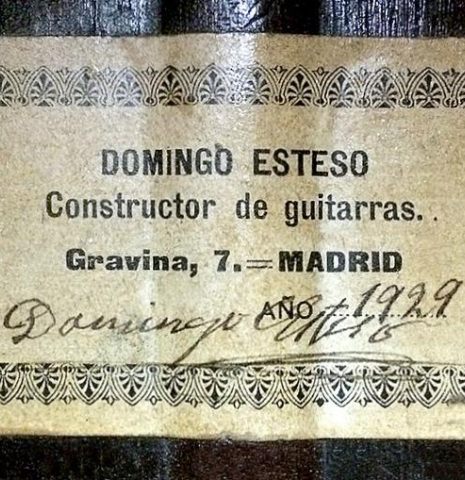 DOMINGO ESTESO
Constructor de guitarras..
Gravina, 7.=MADRID
AÑO 1929
Domingo Esteso